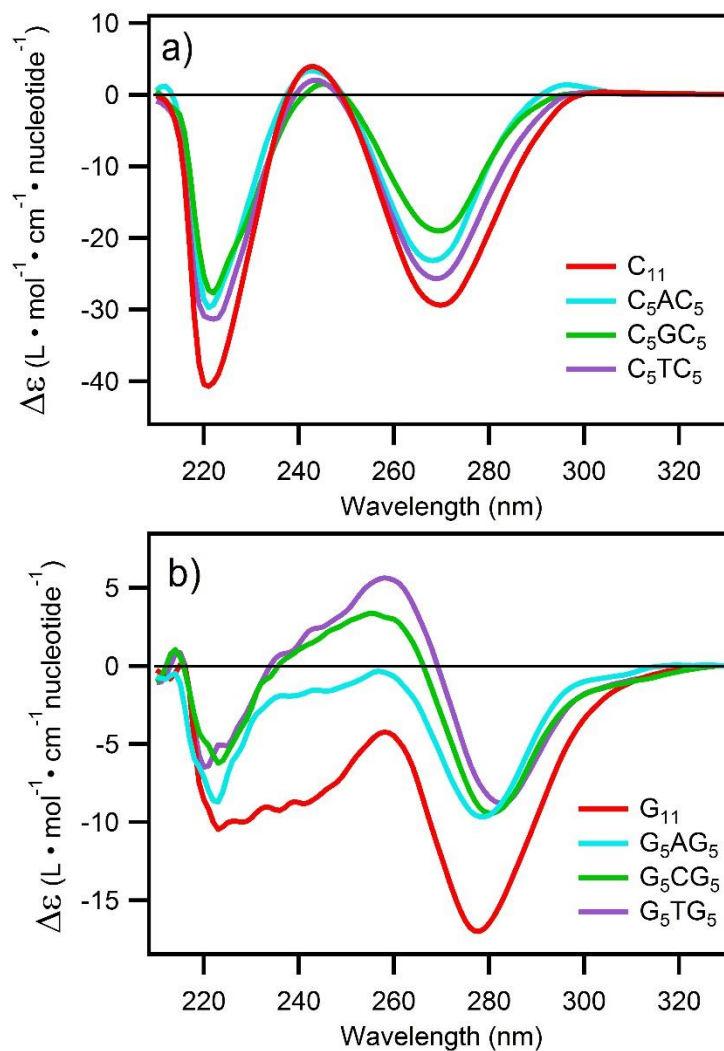 a)
10
0
-10
-20
-30
-40
Δε (L • mol⁻¹ • cm⁻¹ • nucleotide⁻¹)
C₁₁
C₅AC₅
C₅GC₅
C₅TC₅
220 240 260 280 300 320
Wavelength (nm)
b)
5
0
-5
-10
-15
Δε (L • mol⁻¹ • cm⁻¹ nucleotide⁻¹)
G₁₁
G₅AG₅
G₅CG₅
G₅TG₅
220 240 260 280 300 320
Wavelength (nm)